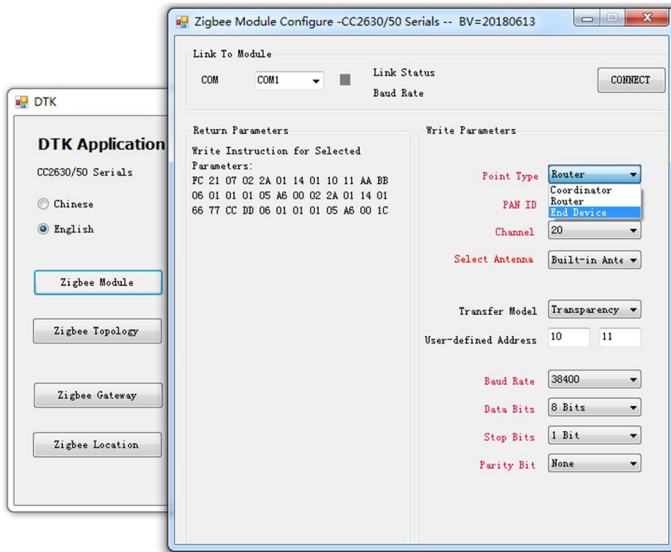 Zigbee Module Configure -CC2630/50 Serials -- BV=20180613
Link To Module
COM
COM1
Link Status
Baud Rate
CONNECT
DTK
DTK Application
CC2630/50 Serials
Chinese
English
Zigbee Module
Zigbee Topology
Zigbee Gateway
Zigbee Location
Return Parameters
Write Instruction for Selected
Parameters:
FC 21 07 02 2A 01 14 01 10 11 AA BB
06 01 01 01 05 A6 00 02 2A 01 14 01
66 77 CC DD 06 01 01 01 05 A6 00 1C
Write Parameters
Point Type
Router
Coordinator
Router
End Device
PAN ID
Channel
20
Select Antenna
Built-in Ante
Transfer Model
Transparency
User-defined Address
10
11
Baud Rate
38400
Data Bits
8 Bits
Stop Bits
1 Bit
Parity Bit
None